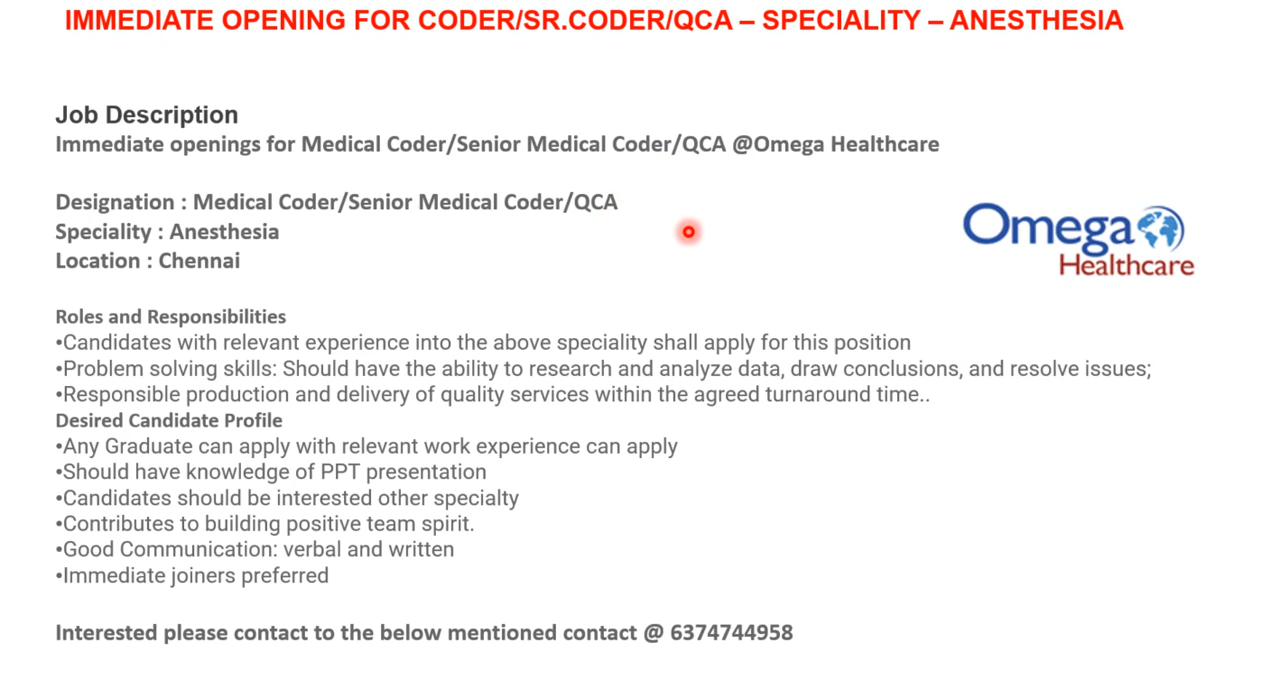 IMMEDIATE OPENING FOR CODER/SR.CODER/QCA – SPECIALITY – ANESTHESIA
Job Description
Immediate openings for Medical Coder/Senior Medical Coder/QCA @Omega Healthcare
Designation : Medical Coder/Senior Medical Coder/QCA
Speciality : Anesthesia
Location : Chennai
Omega
Healthcare
Roles and Responsibilities
•Candidates with relevant experience into the above speciality shall apply for this position
•Problem solving skills: Should have the ability to research and analyze data, draw conclusions, and resolve issues;
•Responsible production and delivery of quality services within the agreed turnaround time..
Desired Candidate Profile
•Any Graduate can apply with relevant work experience can apply
•Should have knowledge of PPT presentation
•Candidates should be interested other specialty
•Contributes to building positive team spirit.
•Good Communication: verbal and written
•Immediate joiners preferred
Interested please contact to the below mentioned contact @ 6374744958